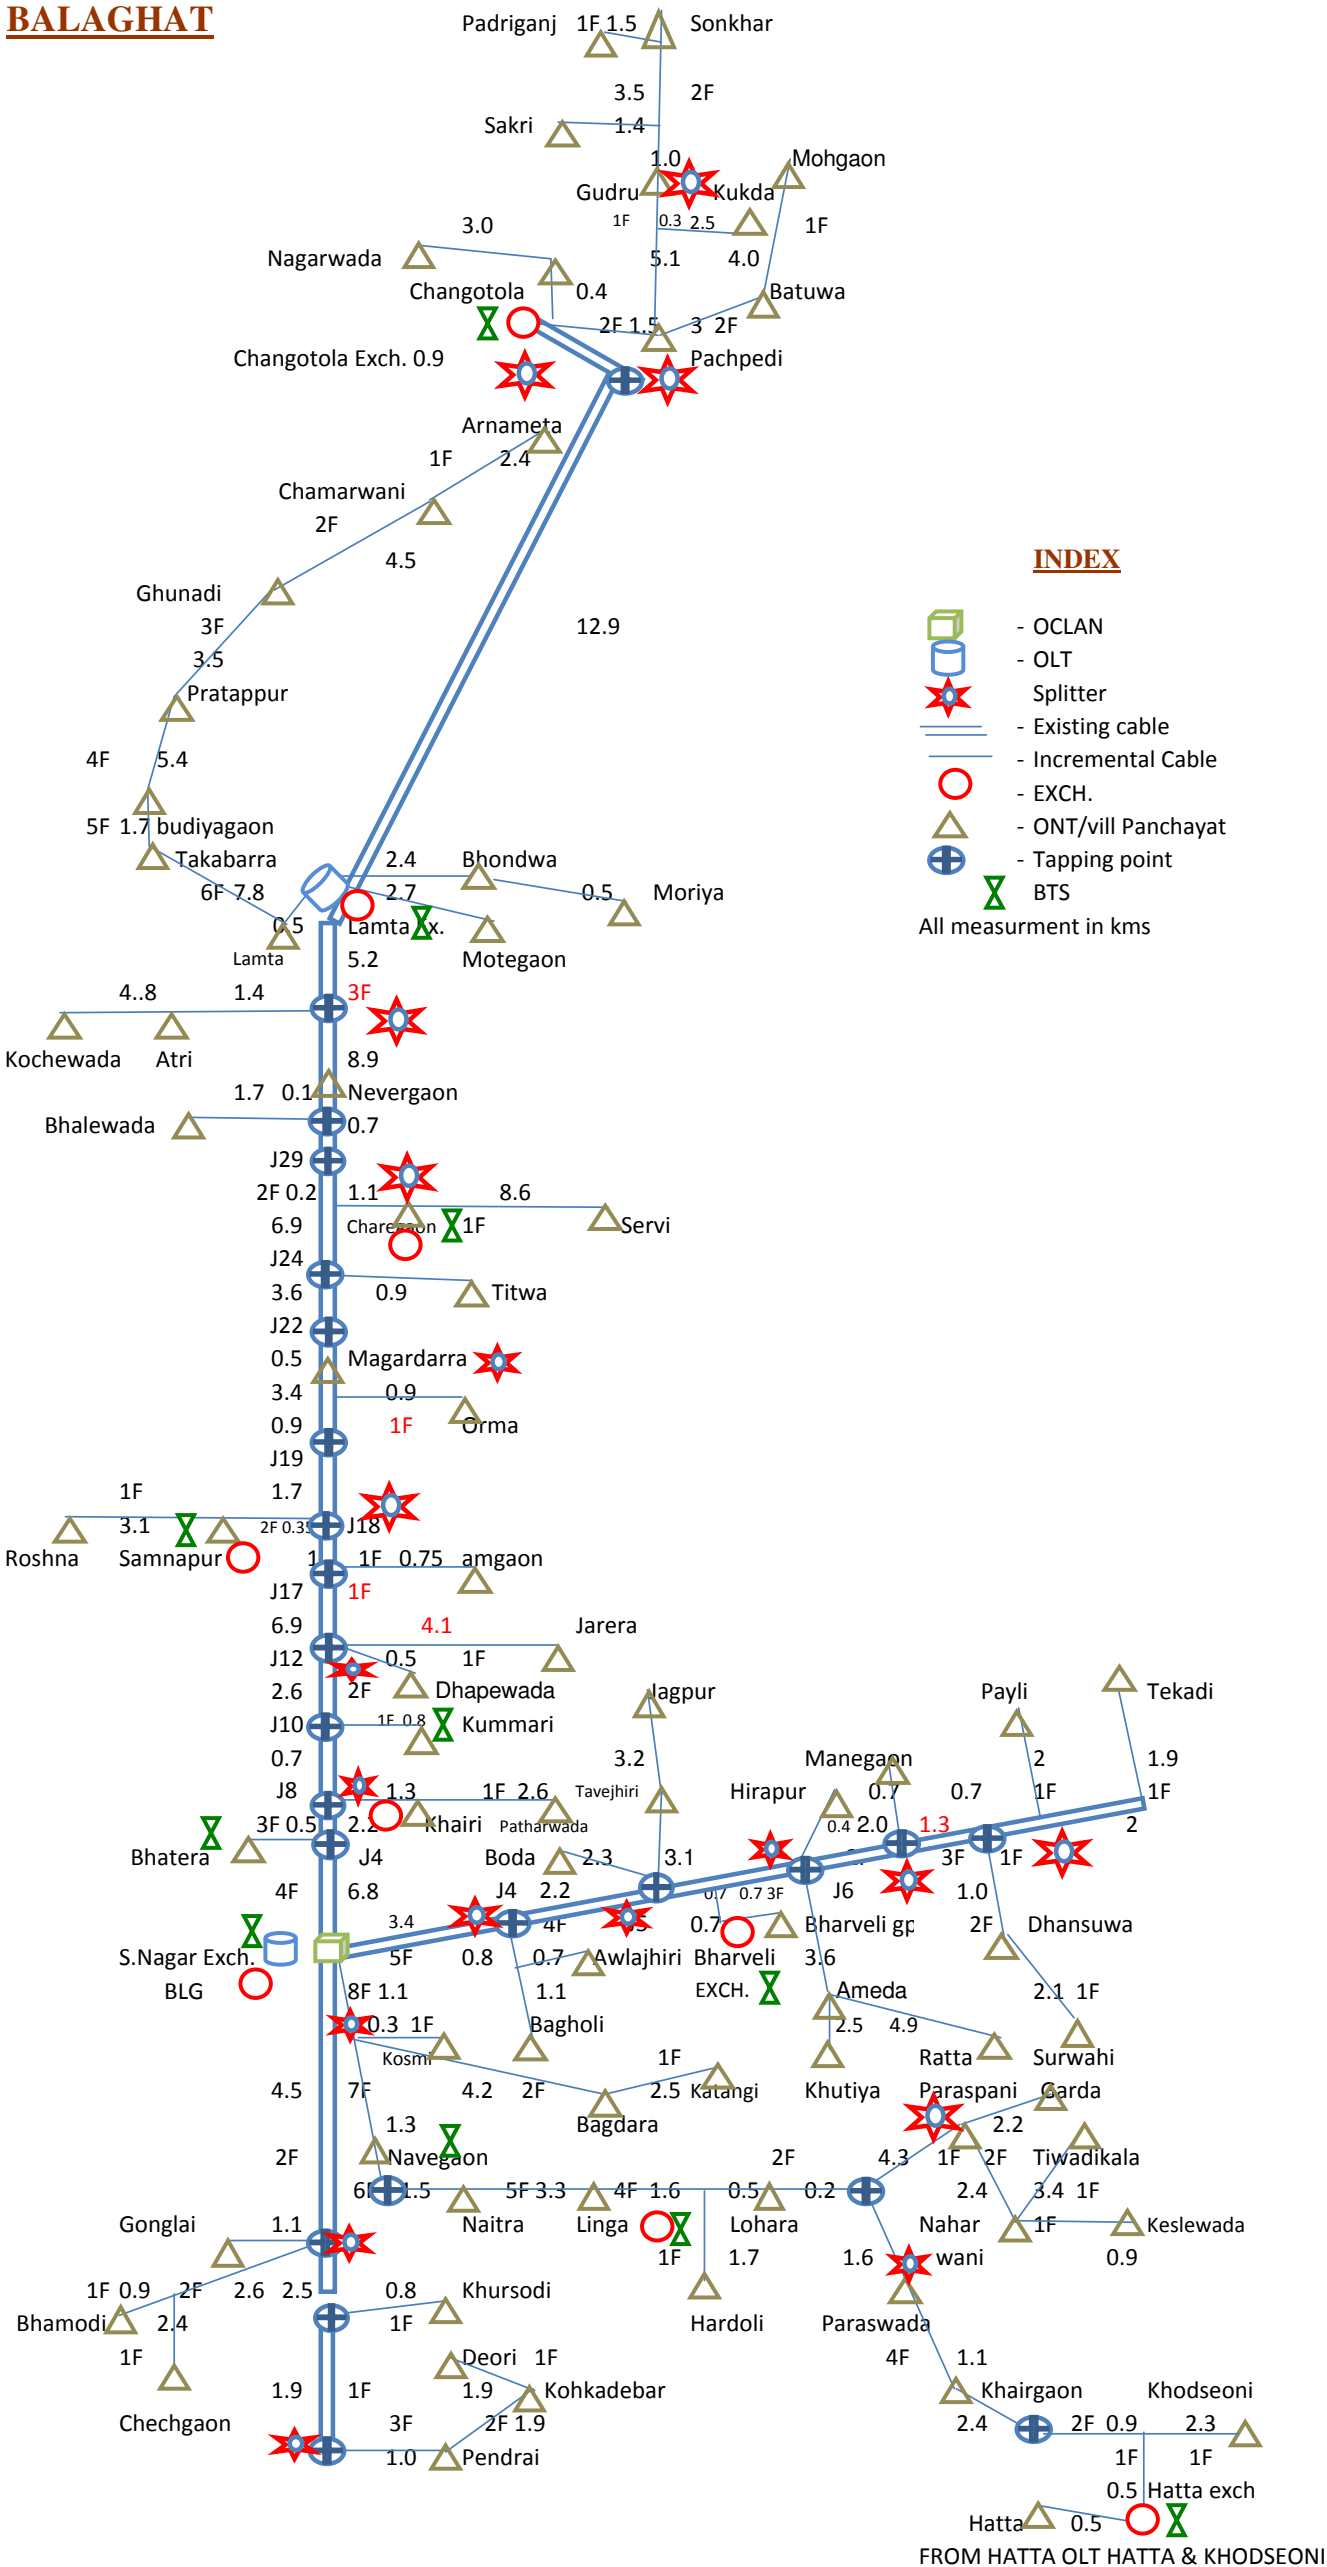 BALAGHAT
Padriganj 1F 1.5 Sonkhar
3.5 2F
Sakri 1.4
1.0 Mohgaon
Gudru Kukda
3.0 1F 0.3 2.5 1F
Nagarwada 5.1 4.0
Changotola 0.4 Batuwa
2F 1.5 3 2F
Changotola Exch. 0.9 Pachpedi
Arnameta
1F 2.4
Chamarwani
2F
4.5
INDEX
Ghunadi
3F 12.9 - OCLAN
3.5 - OLT
Pratappur Splitter
- Existing cable
4F 5.4 - Incremental Cable
- EXCH.
5F 1.7 budiyagaon - ONT/vill Panchayat
Takabarra 2.4 Bhondwa - Tapping point
6F 7.8 2.7 0.5 Moriya BTS
0.5 Lamta Ex. All measurment in kms
Lamta 5.2 Motegaon
4..8 1.4 3F
Kochewada Atri 8.9
1.7 0.1 Nevergaon
Bhalewada 0.7
J29
2F 0.2 1.1 8.6
6.9 Charegaon 1F Servi
J24
3.6 0.9 Titwa
J22
0.5 Magardarra
3.4 0.9
0.9 1F Orma
J19
1F 1.7
3.1 2F 0.35 J18
Roshna Samnapur 1 1F 0.75 amgaon
J17 1F
6.9 4.1 Jarera
J12 0.5 1F
2.6 2F Dhapewada Jagpur Payli Tekadi
J10 1F 0.8 Kummari
0.7 3.2 Manegaon 2 1.9
J8 1.3 1F 2.6 Tavejhiri Hirapur 0.7 0.7 1F 1F
3F 0.5 2.2 Khairi Patharwada 0.4 2.0 1.3 2
Bhatera J4 Boda 2.3 3.1 3F 1F
4F 6.8 J4 2.2 0.7 0.7 3F J6 1.0
3.4 4F 0.7 Bharveli gp 2F Dhansuwa
S.Nagar Exch. 5F 0.8 0.7 Awlajhiri Bharveli 3.6
BLG 8F 1.1 1.1 EXCH. Ameda 2.1 1F
0.3 1F Bagholi 2.5 4.9
Kosmi 1F Ratta Surwahi
4.5 7F 4.2 2F 2.5 Katangi Khutiya Paraspani Garda
1.3 Bagdara 2.2
2F Navegaon 2F 4.3 1F 2F Tiwadikala
6F 1.5 5F 3.3 4F 1.6 0.5 0.2 2.4 3.4 1F
Gonglai 1.1 Naitra Linga Lohara Nahar 1F Keslewada
1F 1.7 1.6 wani 0.9
1F 0.9 2F 2.6 2.5 0.8 Khursodi
Bhamodi 2.4 1F Hardoli Paraswada
1F Deori 1F 4F 1.1
1.9 1F 1.9 Kohkadebar Khairgaon Khodseoni
Chechgaon 3F 2F 1.9 2.4 2F 0.9 2.3
1.0 Pendrai 1F 1F
0.5 Hatta exch
Hatta 0.5
FROM HATTA OLT HATTA & KHODSEONI